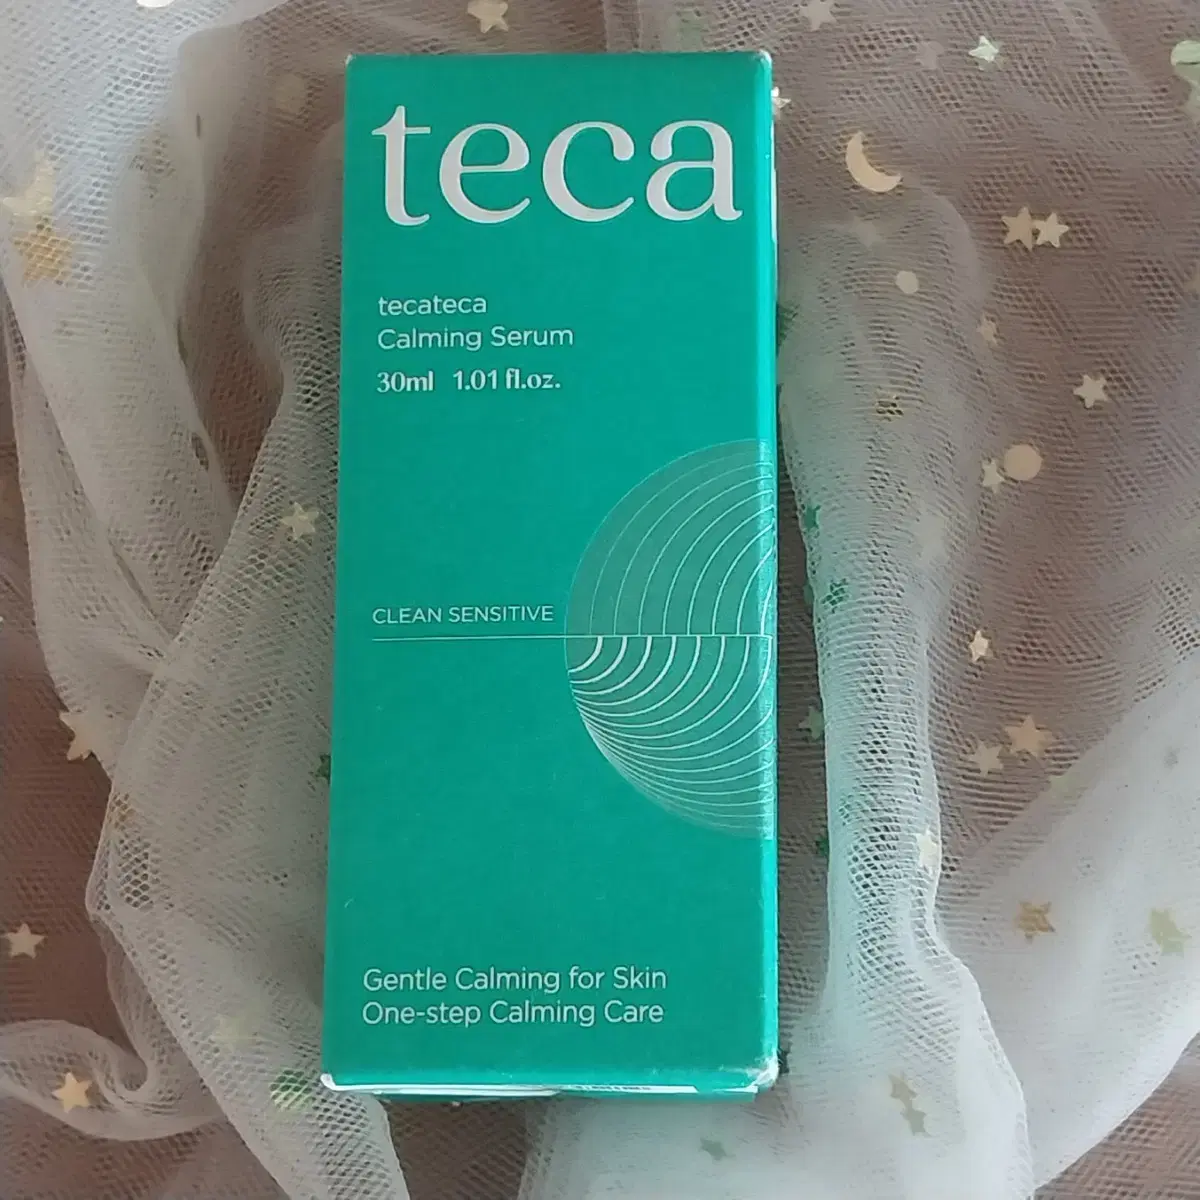 teca
tecateca
Calming Serum
30ml 1.01 fl.oz.
CLEAN SENSITIVE
Gentle Calming for Skin
One-step Calming Care